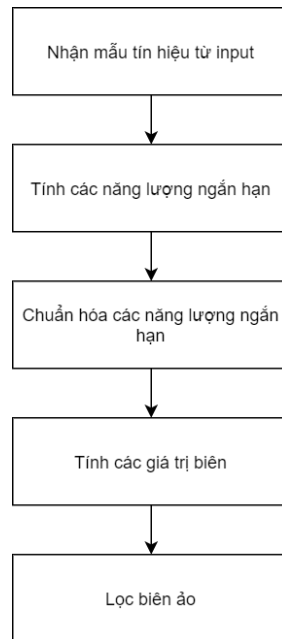 Nhận mẫu tín hiệu từ input
Tính các năng lượng ngắn hạn
Chuẩn hóa các năng lượng ngắn
hạn
Tính các giá trị biên
Lọc biên ảo